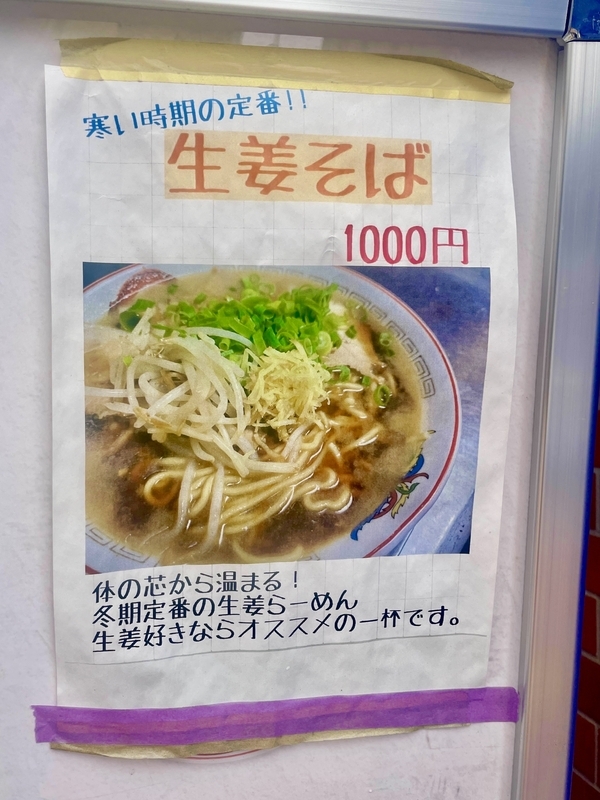 寒い時期の定番!!
生姜そば
1000円
体の芯から温まる！
冬期定番の生姜らーめん
生姜好きならオススメの一杯です。